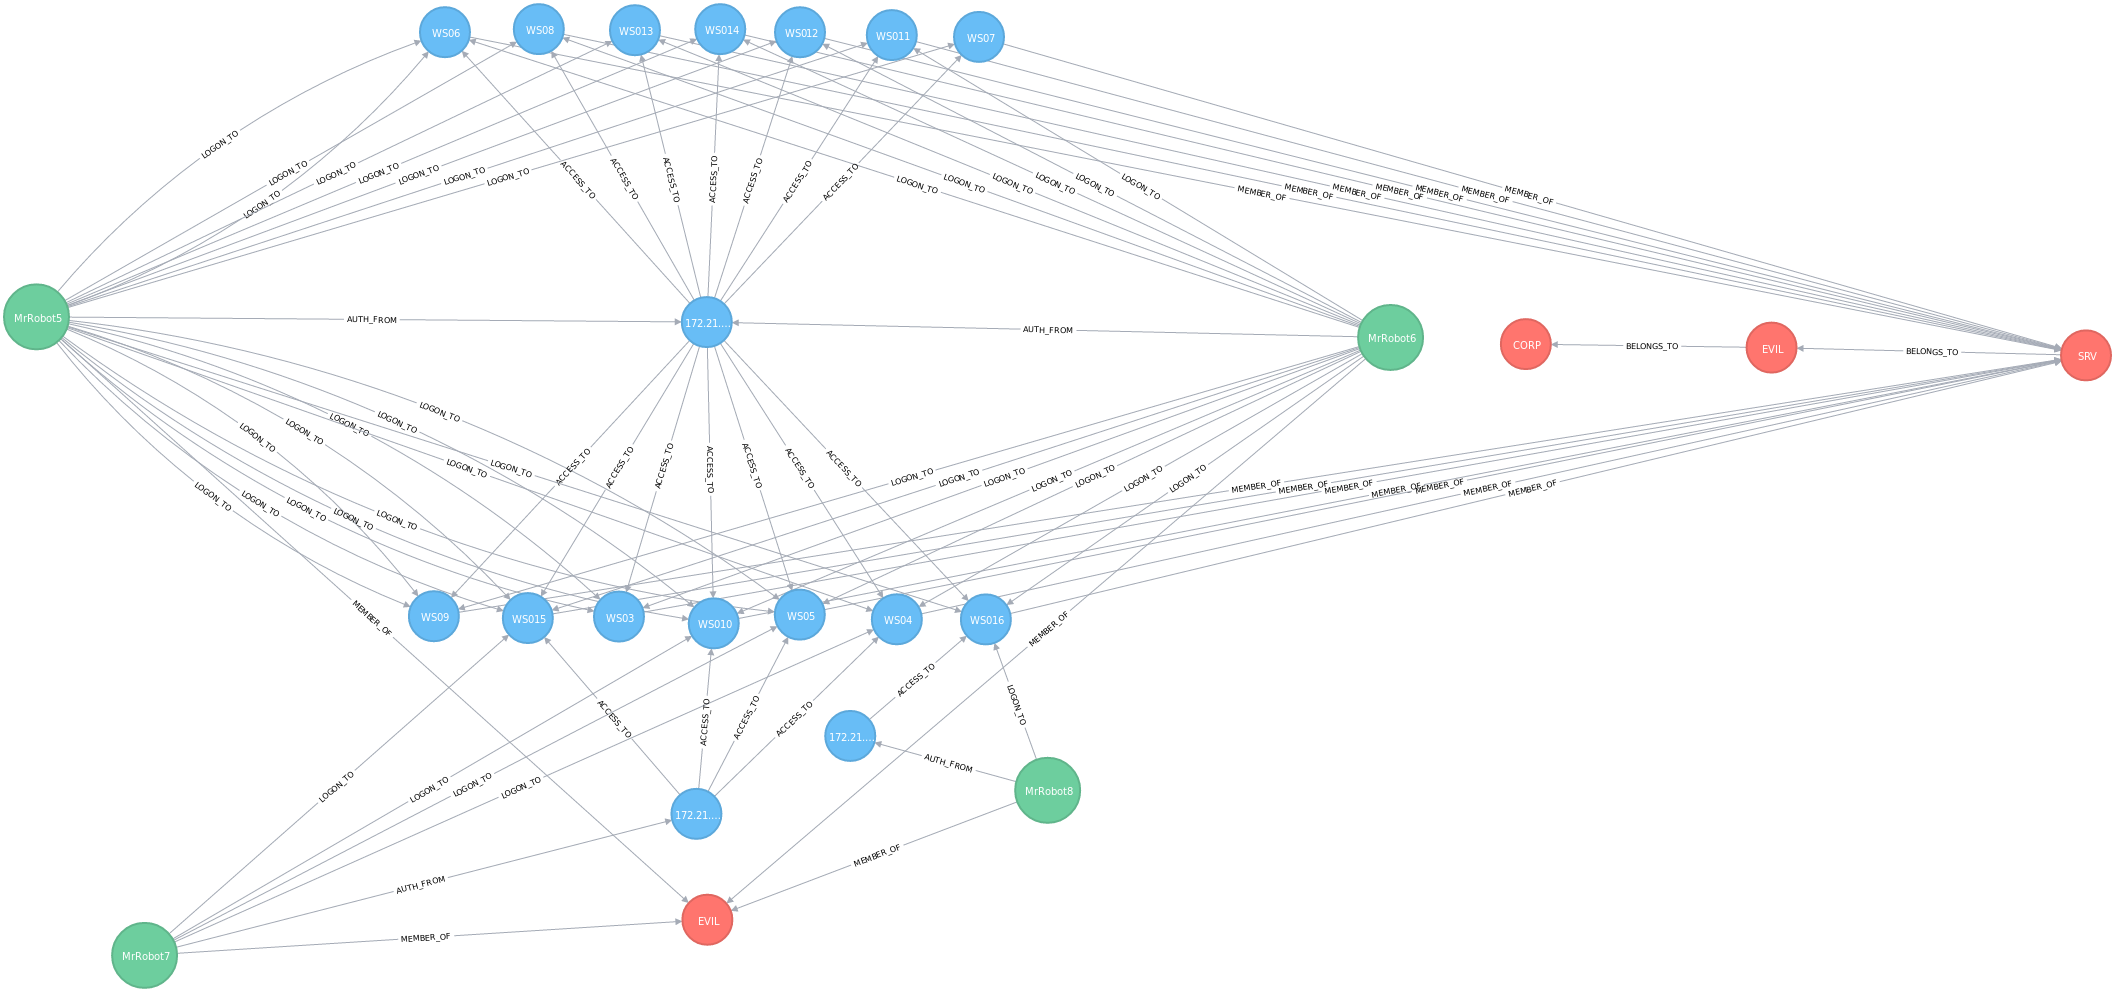 WS06
WS08
WS013
WS014
WS012
WS011
WS07
LOGON_TO
LOGON_TO
LOGON_TO
LOGON_TO
LOGON_TO
LOGON_TO
LOGON_TO
LOGON_TO
ACCESS_TO
ACCESS_TO
ACCESS_TO
ACCESS_TO
ACCESS_TO
ACCESS_TO
ACCESS_TO
LOGON_TO
LOGON_TO
LOGON_TO
LOGON_TO
LOGON_TO
LOGON_TO
MEMBER_OF
MEMBER_OF
MEMBER_OF
MEMBER_OF
MEMBER_OF
MEMBER_OF
MEMBER_OF
MrRobot5
AUTH_FROM
172.21....
AUTH_FROM
MrRobot6
CORP
BELONGS_TO
EVIL
BELONGS_TO
SRV
LOGON_TO
LOGON_TO
LOGON_TO
LOGON_TO
LOGON_TO
LOGON_TO
LOGON_TO
LOGON_TO
LOGON_TO
LOGON_TO
LOGON_TO
LOGON_TO
ACCESS_TO
ACCESS_TO
ACCESS_TO
ACCESS_TO
ACCESS_TO
ACCESS_TO
ACCESS_TO
LOGON_TO
LOGON_TO
LOGON_TO
LOGON_TO
LOGON_TO
LOGON_TO
LOGON_TO
MEMBER_OF
MEMBER_OF
MEMBER_OF
MEMBER_OF
MEMBER_OF
MEMBER_OF
MEMBER_OF
WS09
WS015
WS03
WS010
WS05
WS04
WS016
MEMBER_OF
MEMBER_OF
ACCESS_TO
ACCESS_TO
ACCESS_TO
ACCESS_TO
ACCESS_TO
LOGON_TO
172.21....
AUTH_FROM
MrRobot8
LOGON_TO
LOGON_TO
LOGON_TO
LOGON_TO
172.21....
MEMBER_OF
AUTH_FROM
EVIL
MEMBER_OF
MrRobot7